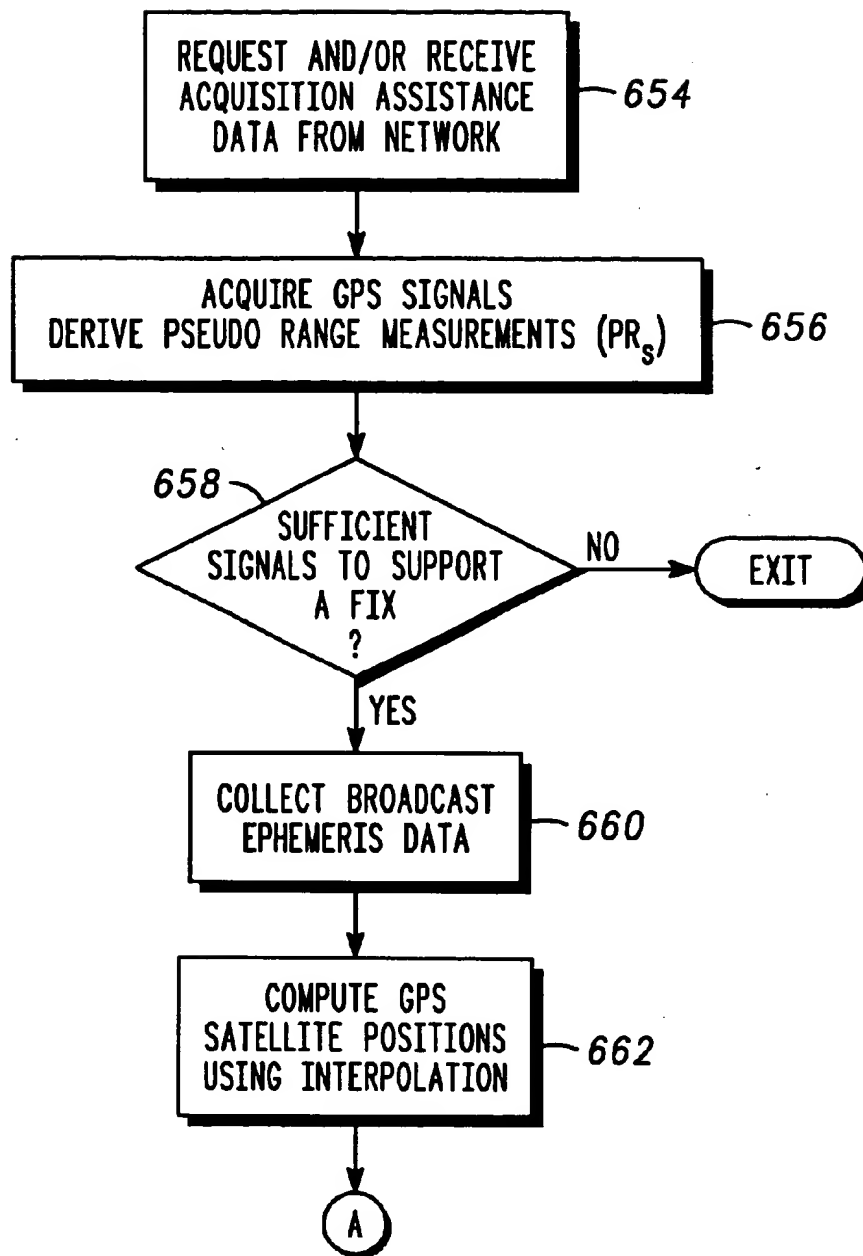 REQUEST AND/OR RECEIVE
ACQUISITION ASSISTANCE
DATA FROM NETWORK
654
ACQUIRE GPS SIGNALS
DERIVE PSEUDO RANGE MEASUREMENTS (PRs)
656
658
SUFFICIENT
SIGNALS TO SUPPORT
A FIX
?
NO
EXIT
YES
COLLECT BROADCAST
EPHEMERIS DATA
660
COMPUTE GPS
SATELLITE POSITIONS
USING INTERPOLATION
662
A